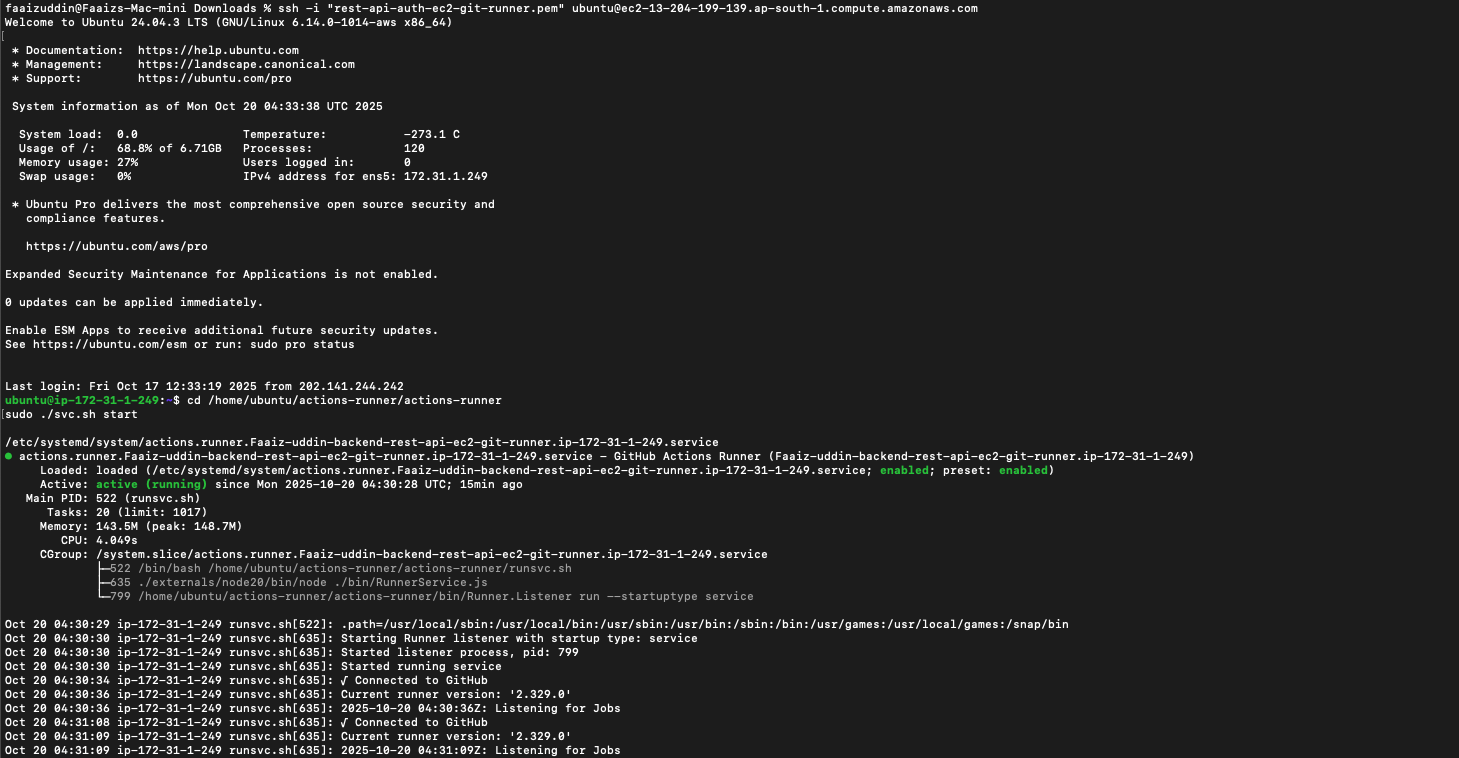 faaizuddin@Faaizs-Mac-mini Downloads % ssh -i "rest-api-auth-ec2-git-runner.pem" ubuntu@ec2-13-204-199-139.ap-south-1.compute.amazonaws.com
Welcome to Ubuntu 24.04.3 LTS (GNU/Linux 6.14.0-1014-aws x86_64)
[
 * Documentation:  https://help.ubuntu.com
 * Management:     https://landscape.canonical.com
 * Support:        https://ubuntu.com/pro

 System information as of Mon Oct 20 04:33:38 UTC 2025

  System load:  0.0               Temperature:           -273.1 C
  Usage of /:   68.8% of 6.71GB   Processes:             120
  Memory usage: 27%               Users logged in:       0
  Swap usage:   0%                IPv4 address for ens5: 172.31.1.249

 * Ubuntu Pro delivers the most comprehensive open source security and
   compliance features.

   https://ubuntu.com/aws/pro

Expanded Security Maintenance for Applications is not enabled.

0 updates can be applied immediately.

Enable ESM Apps to receive additional future security updates.
See https://ubuntu.com/esm or run: sudo pro status


Last login: Fri Oct 17 12:33:19 2025 from 202.141.244.242
ubuntu@ip-172-31-1-249:~$ cd /home/ubuntu/actions-runner/actions-runner
[sudo ./svc.sh start

/etc/systemd/system/actions.runner.Faaiz-uddin-backend-rest-api-ec2-git-runner.ip-172-31-1-249.service
● actions.runner.Faaiz-uddin-backend-rest-api-ec2-git-runner.ip-172-31-1-249.service - GitHub Actions Runner (Faaiz-uddin-backend-rest-api-ec2-git-runner.ip-172-31-1-249)
     Loaded: loaded (/etc/systemd/system/actions.runner.Faaiz-uddin-backend-rest-api-ec2-git-runner.ip-172-31-1-249.service; enabled; preset: enabled)
     Active: active (running) since Mon 2025-10-20 04:30:28 UTC; 15min ago
   Main PID: 522 (runsvc.sh)
      Tasks: 20 (limit: 1017)
     Memory: 143.5M (peak: 148.7M)
        CPU: 4.049s
     CGroup: /system.slice/actions.runner.Faaiz-uddin-backend-rest-api-ec2-git-runner.ip-172-31-1-249.service
             ├─522 /bin/bash /home/ubuntu/actions-runner/actions-runner/runsvc.sh
             ├─635 ./externals/node20/bin/node ./bin/RunnerService.js
             └─799 /home/ubuntu/actions-runner/actions-runner/bin/Runner.Listener run --startuptype service

Oct 20 04:30:29 ip-172-31-1-249 runsvc.sh[522]: .path=/usr/local/sbin:/usr/local/bin:/usr/sbin:/usr/bin:/sbin:/bin:/usr/games:/usr/local/games:/snap/bin
Oct 20 04:30:30 ip-172-31-1-249 runsvc.sh[635]: Starting Runner listener with startup type: service
Oct 20 04:30:30 ip-172-31-1-249 runsvc.sh[635]: Started listener process, pid: 799
Oct 20 04:30:30 ip-172-31-1-249 runsvc.sh[635]: Started running service
Oct 20 04:30:34 ip-172-31-1-249 runsvc.sh[635]: √ Connected to GitHub
Oct 20 04:30:36 ip-172-31-1-249 runsvc.sh[635]: Current runner version: '2.329.0'
Oct 20 04:30:36 ip-172-31-1-249 runsvc.sh[635]: 2025-10-20 04:30:36Z: Listening for Jobs
Oct 20 04:31:08 ip-172-31-1-249 runsvc.sh[635]: √ Connected to GitHub
Oct 20 04:31:09 ip-172-31-1-249 runsvc.sh[635]: Current runner version: '2.329.0'
Oct 20 04:31:09 ip-172-31-1-249 runsvc.sh[635]: 2025-10-20 04:31:09Z: Listening for Jobs